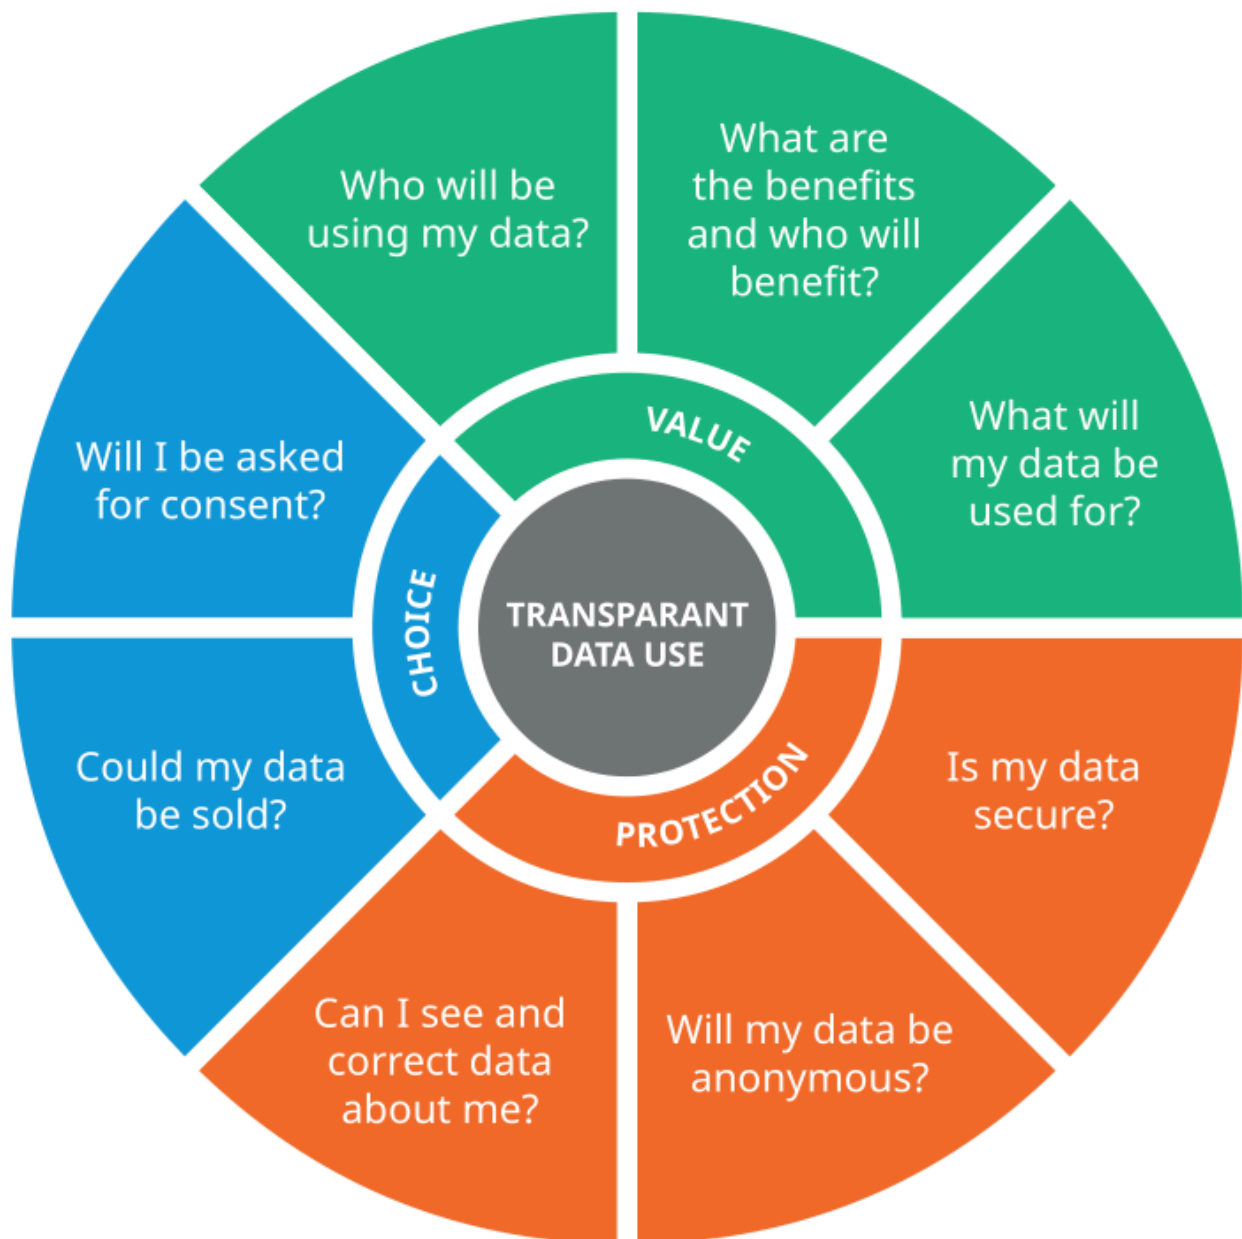 Who will be
using my data?
What are
the benefits
and who will
benefit?
What will
my data be
used for?
Will I be asked
for consent?
VALUE
CHOICE
TRANSPARANT
DATA USE
PROTECTION
Could my data
be sold?
Is my data
secure?
Can I see and
correct data
about me?
Will my data be
anonymous?